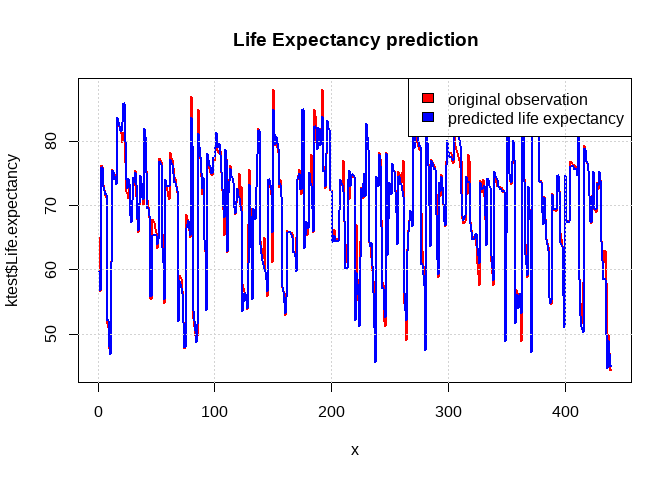 Life Expectancy prediction
original observation
predicted life expectancy
ktest$Life.expectancy
80
70
60
50
0 100 200 300 400
x